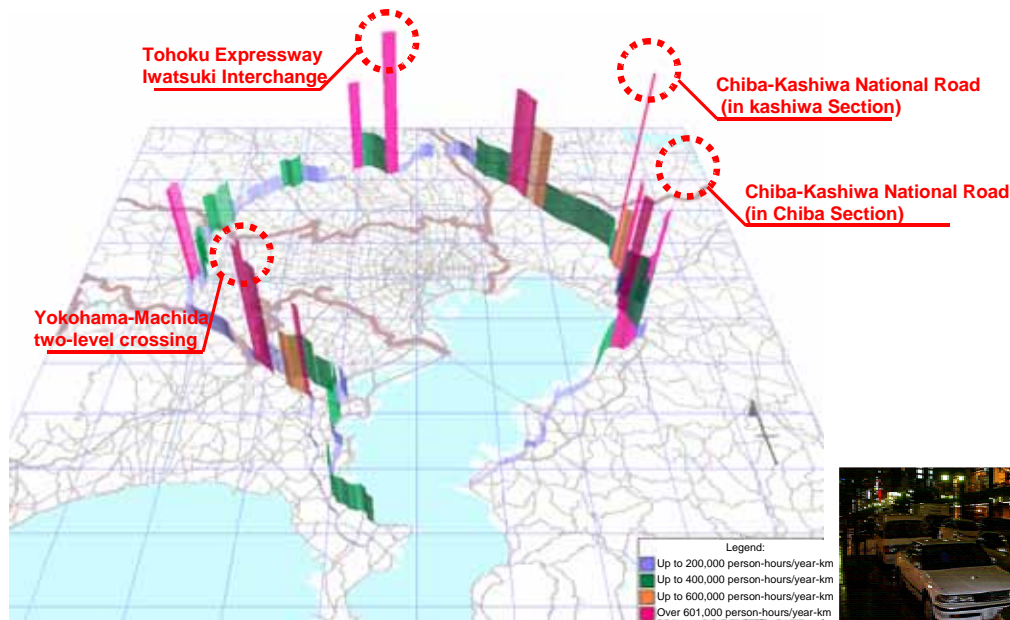 Tohoku Expressway
Iwatsuki Interchange
Chiba-Kashiwa National Road
(in kashiwa Section)
Chiba-Kashiwa National Road
(in Chiba Section)
Yokohama-Machida
two-level crossing
Legend:
Up to 200,000 person-hours/year-km
Up to 400,000 person-hours/year-km
Up to 600,000 person-hours/year-km
Over 601,000 person-hours/year-km